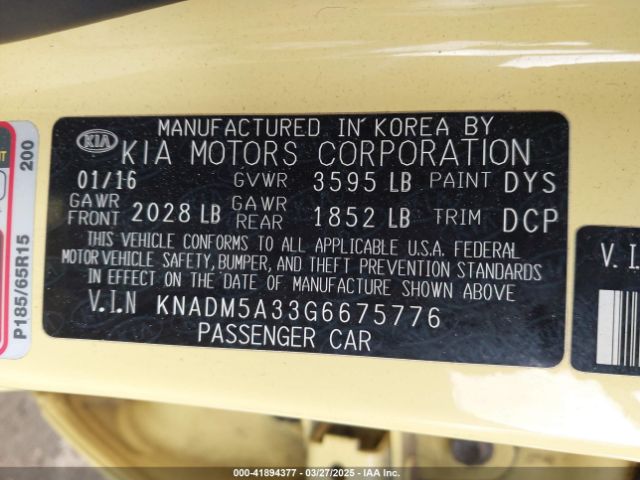 KIA
MANUFACTURED IN KOREA BY
KIA MOTORS CORPORATION
01/16 GVWR 3595 LB PAINT DYS
GAWR FRONT 2028 LB GAWR REAR 1852 LB TRIM DCP
THIS VEHICLE CONFORMS TO ALL APPLICABLE U.S.A. FEDERAL
MOTOR VEHICLE SAFETY, BUMPER, AND THEFT PREVENTION STANDARDS
IN EFFECT ON THE DATE OF MANUFACTURE SHOWN ABOVE
V.I.N KNADM5A33G6675776
PASSENGER CAR
200
P185/65R15
V.I.
000-41894377 — 03/27/2025 — IAA Inc.